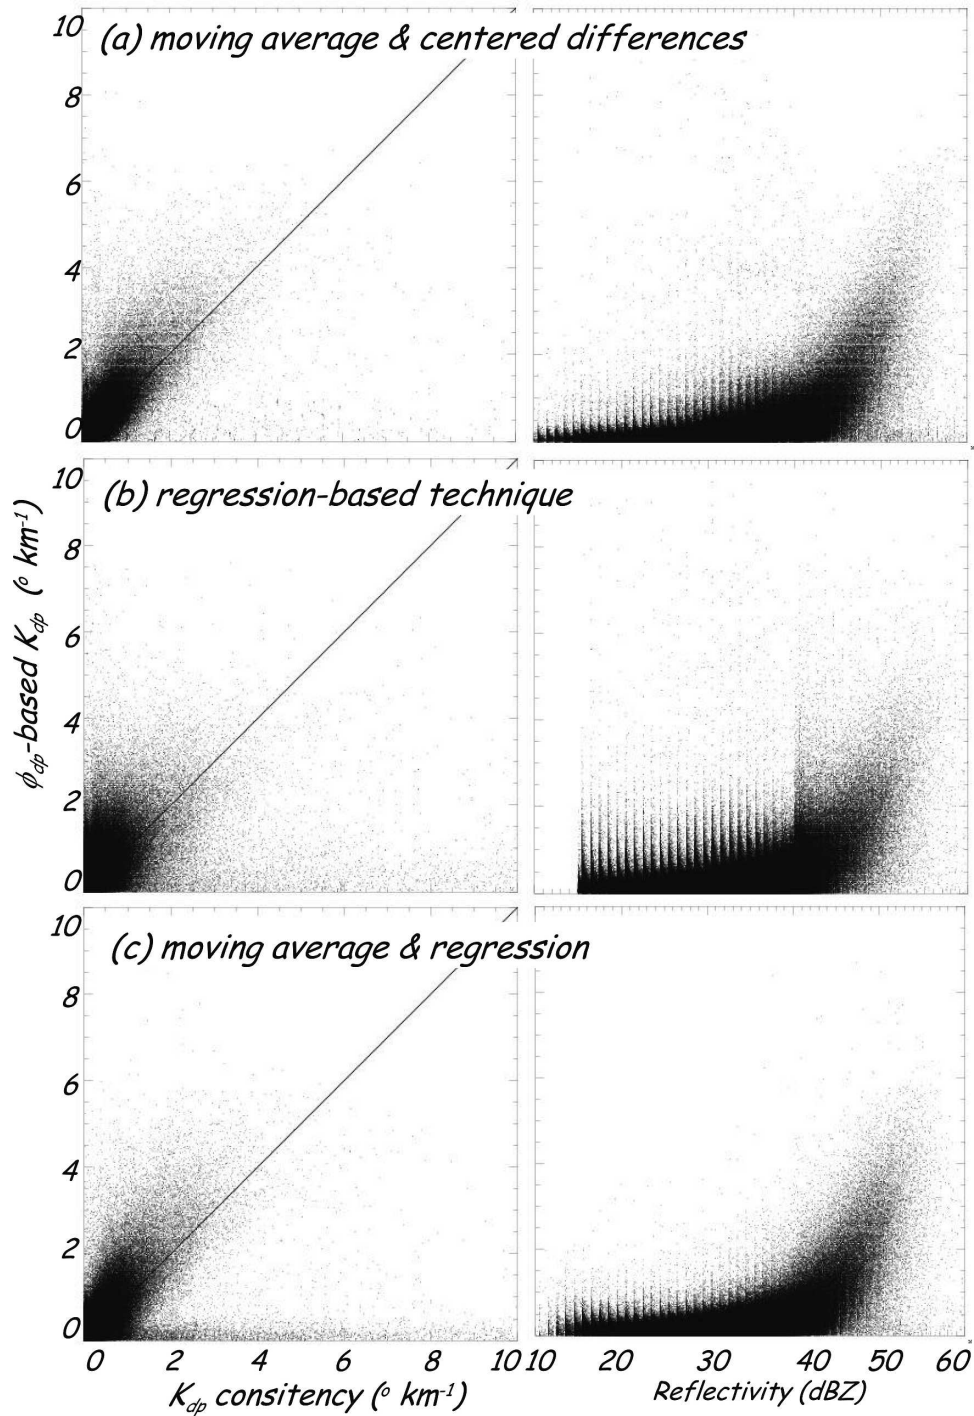 (a) moving average & centered differences
10
8
6
4
2
0
(b) regression-based technique
10
8
6
4
2
0
ϕdp-based Kdp (o km-1)
(c) moving average & regression
10
8
6
4
2
0
0 2 4 6 8 10 10 20 30 40 50 60
Kdp consitency (o km-1)
Reflectivity (dBZ)